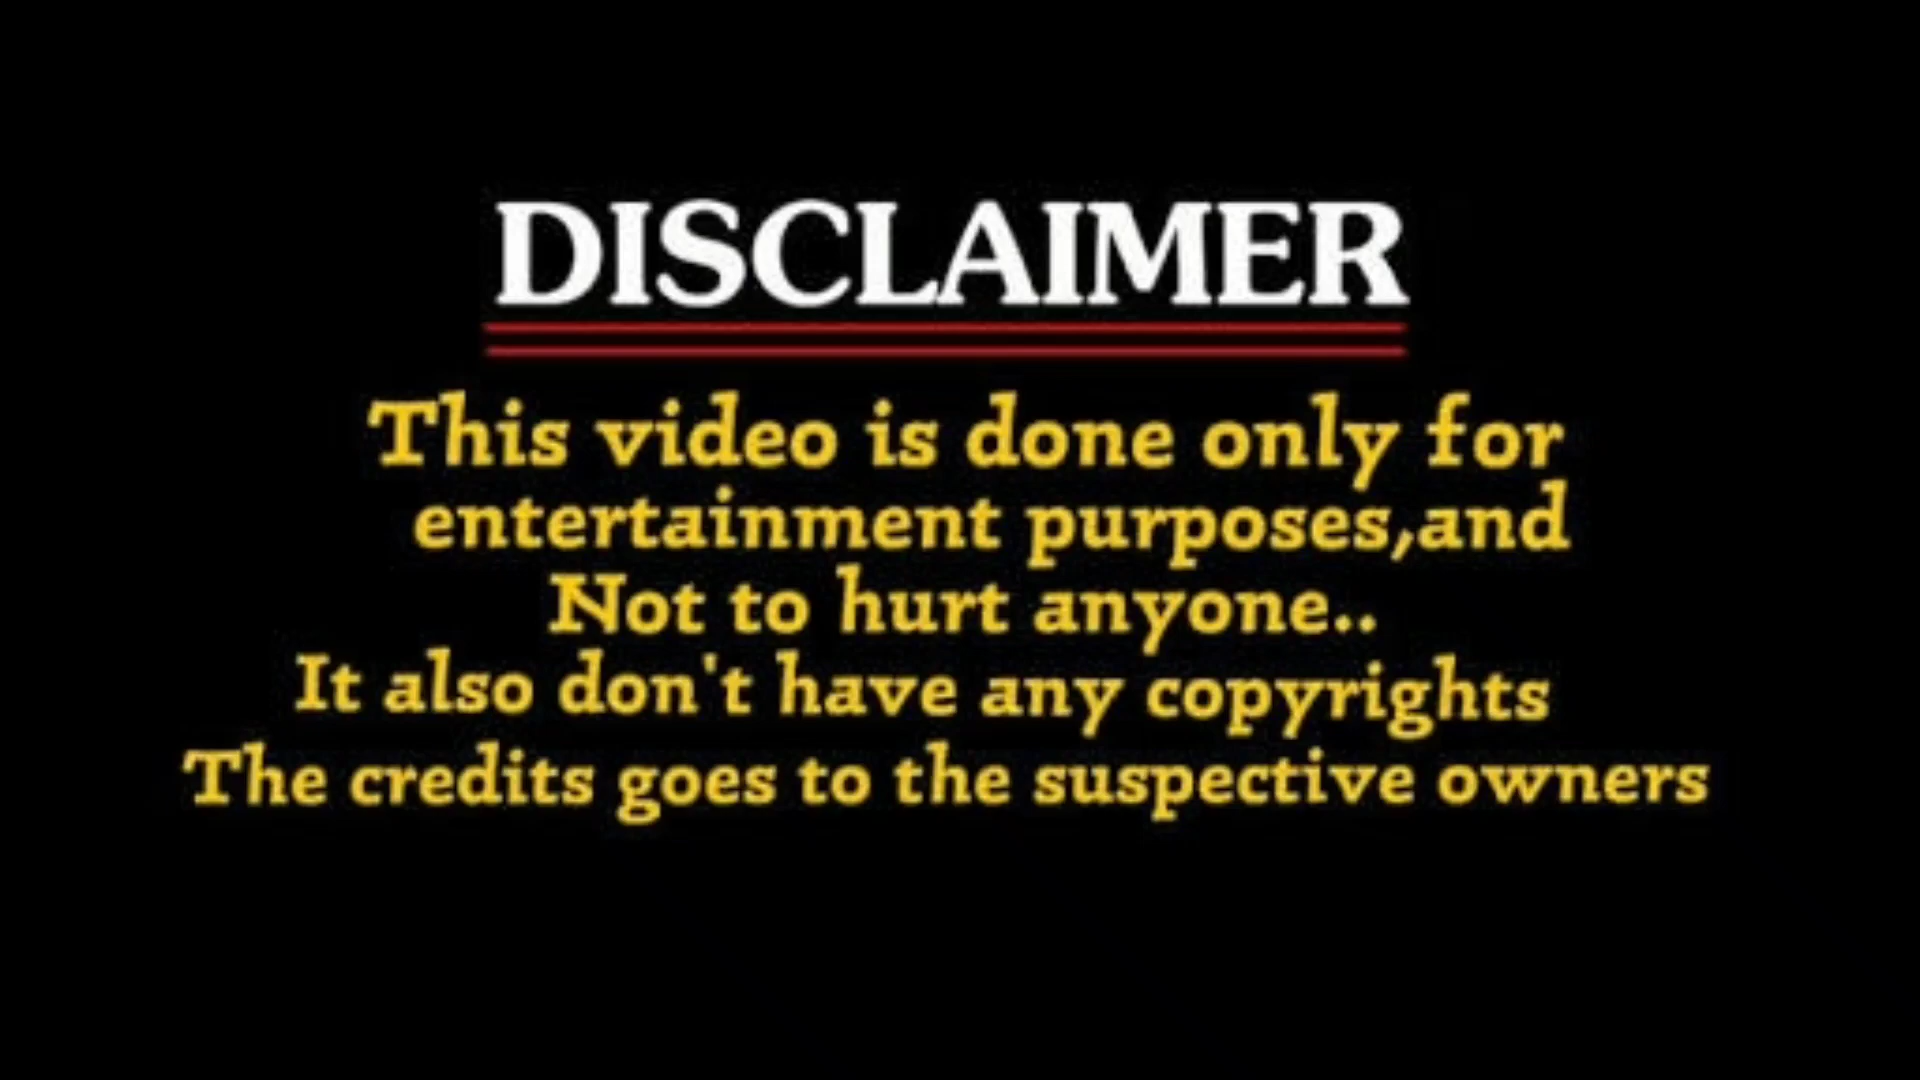 DISCLAIMER
This video is done only for
entertainment purposes,and
Not to hurt anyone..
It also don't have any copyrights
The credits goes to the suspective owners